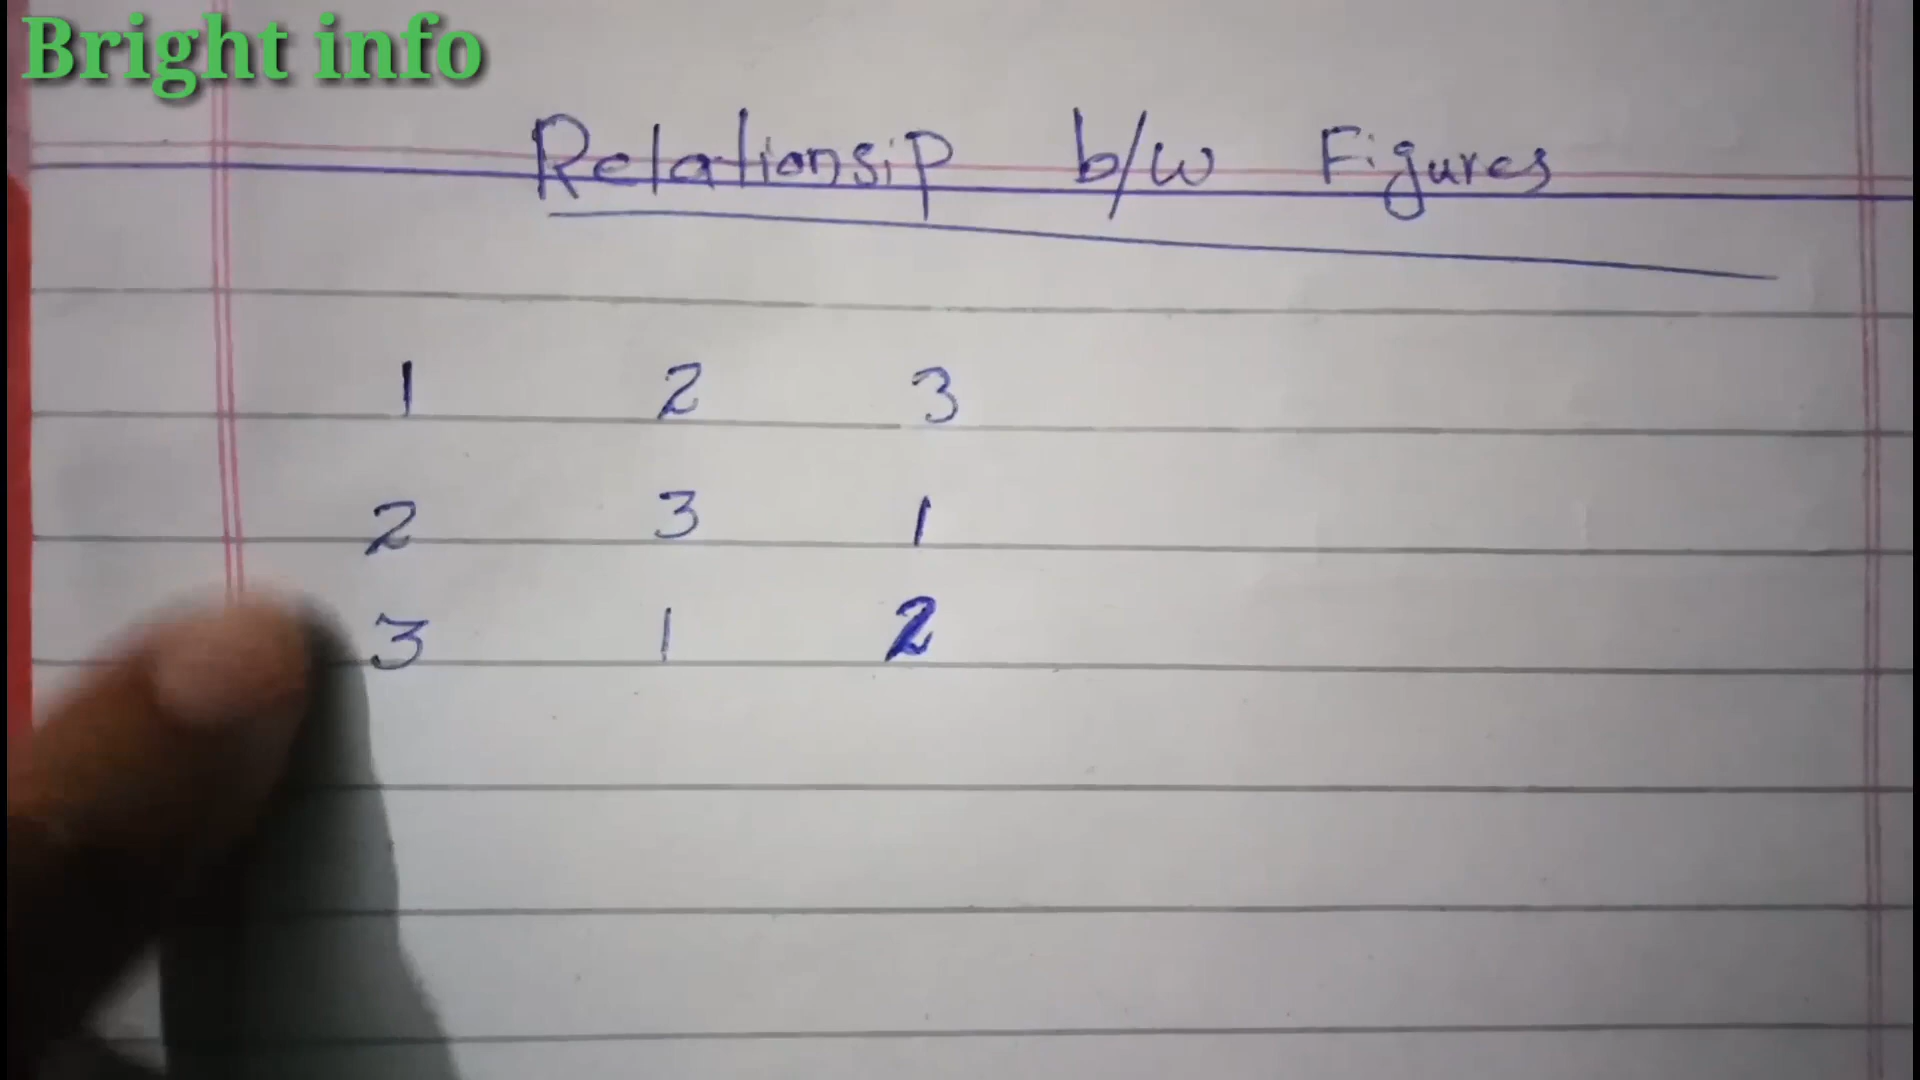 Bright info
Relationsip b/w Figures
1 2 3
2 3 1
3 1 2